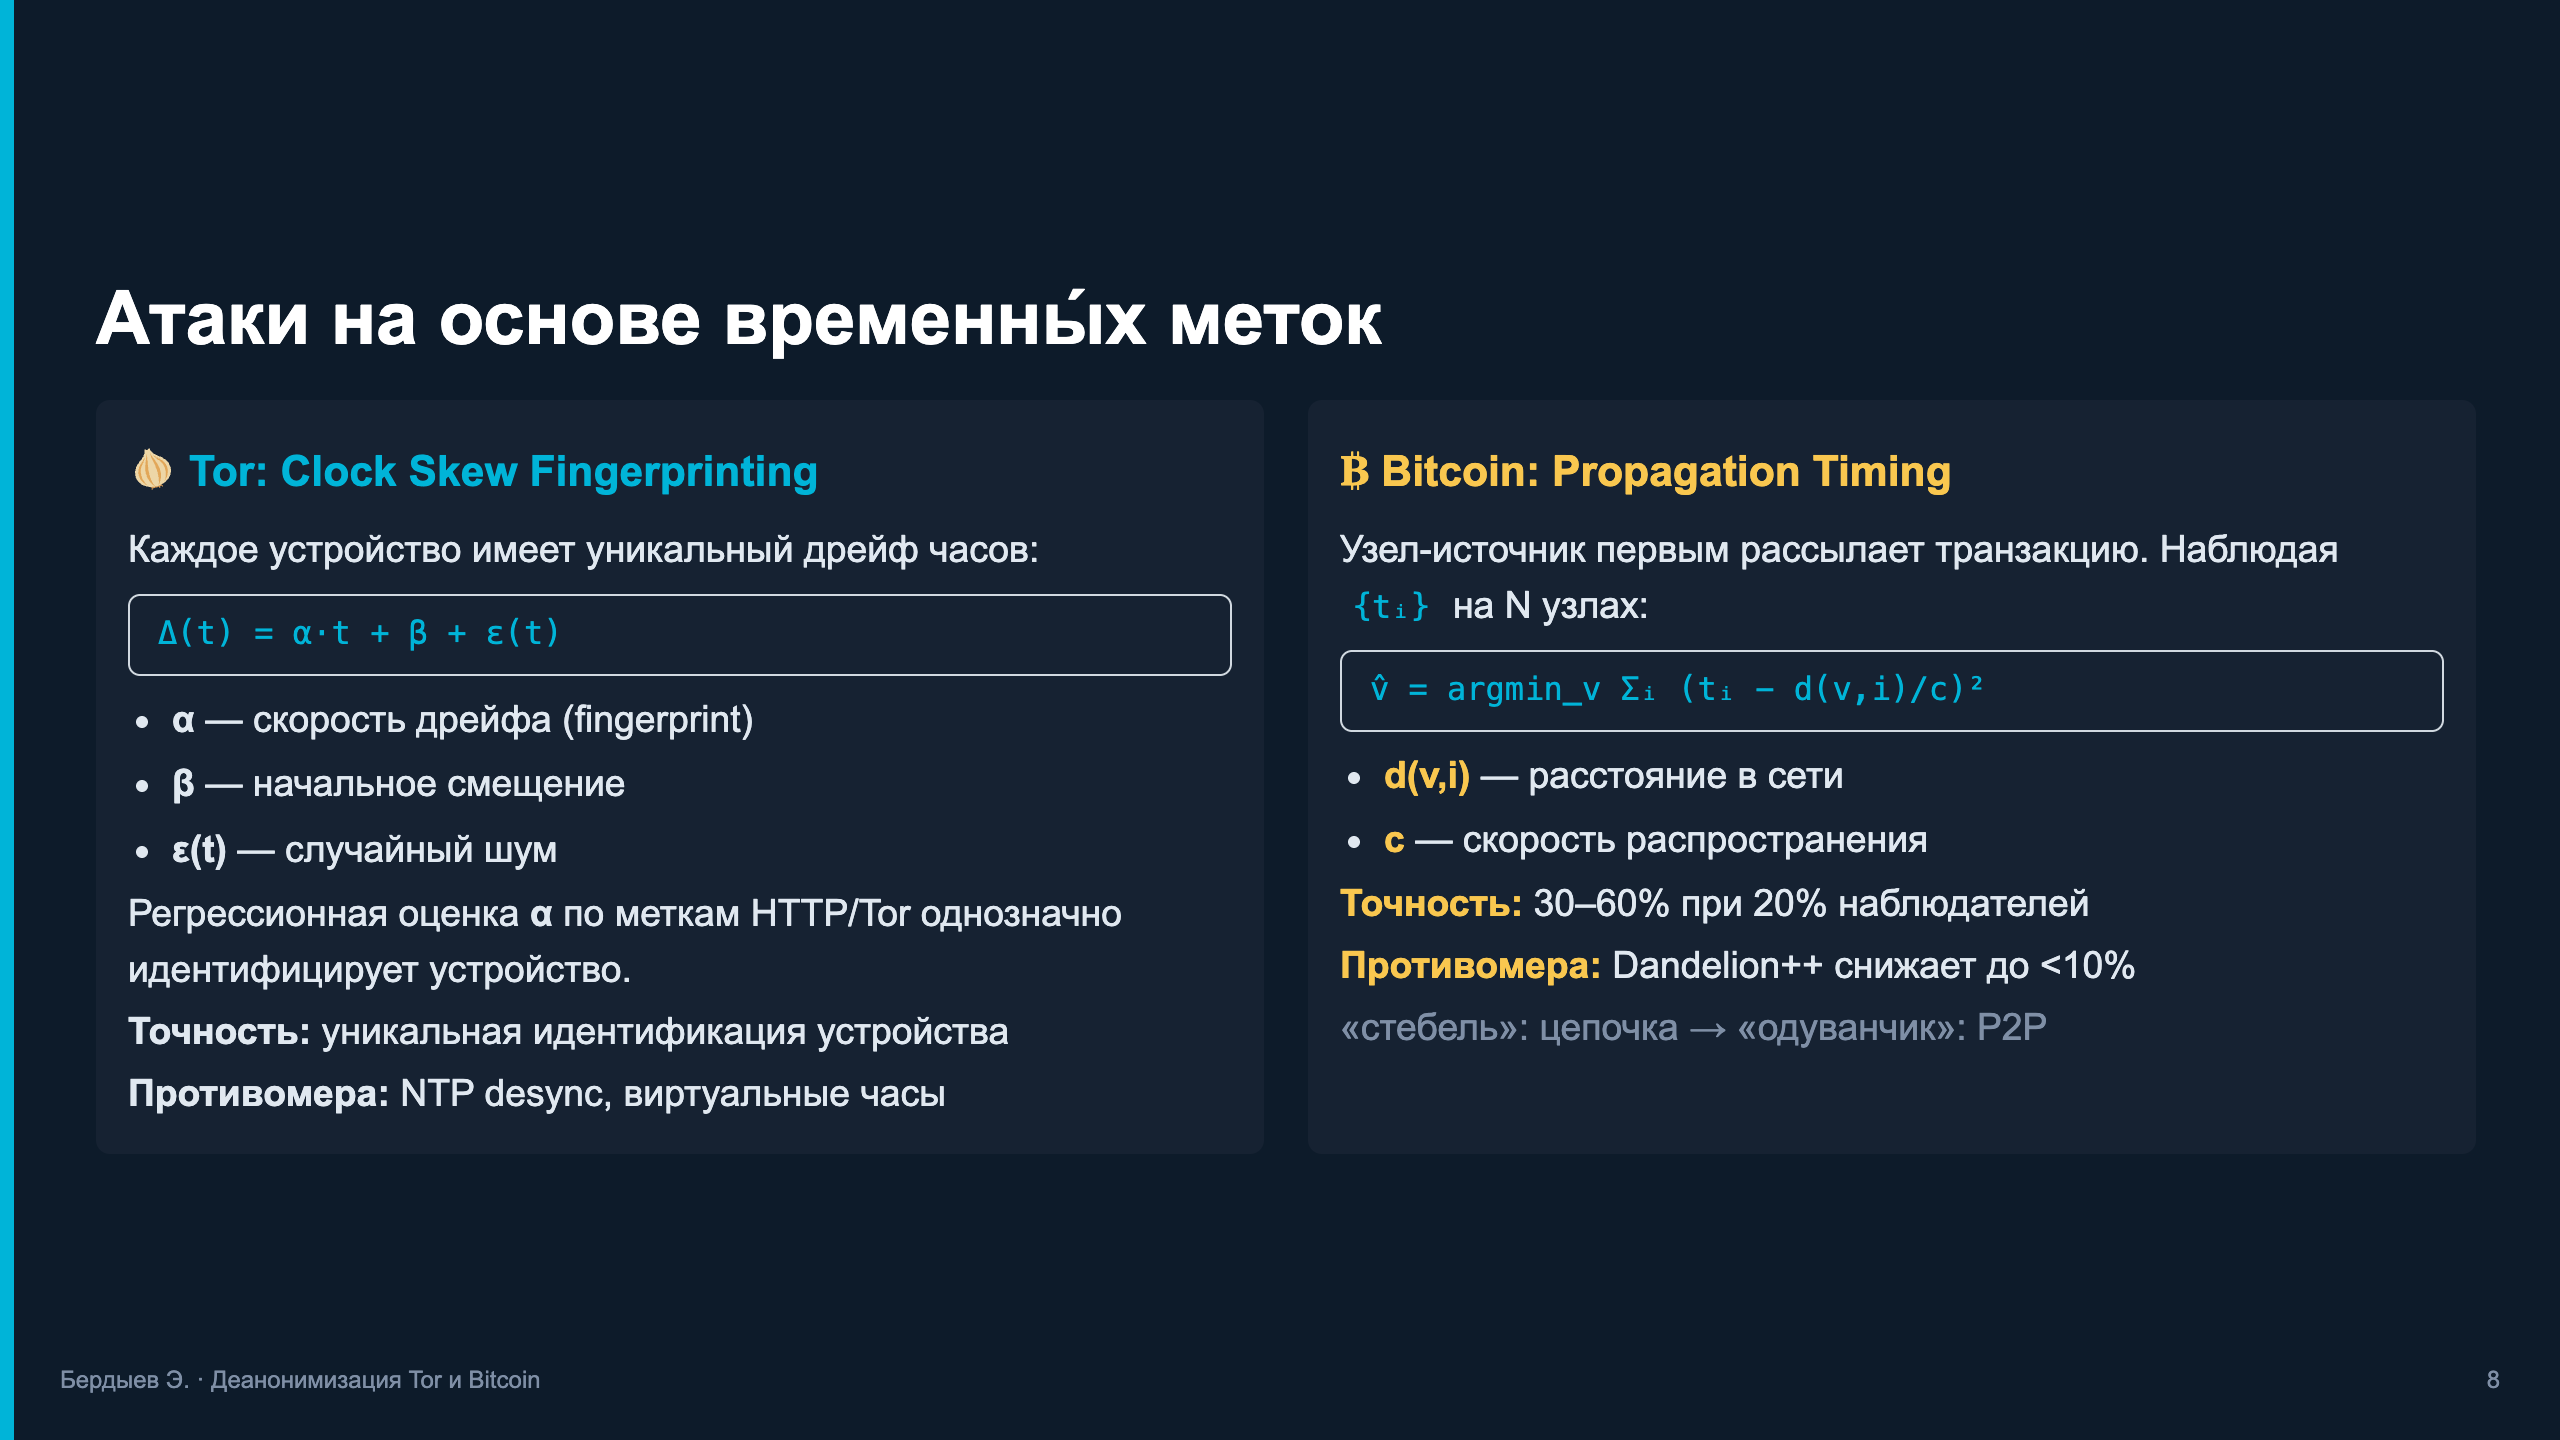 Атаки на основе временны́х меток
🧅 Tor: Clock Skew Fingerprinting
Каждое устройство имеет уникальный дрейф часов:
Δ(t) = α·t + β + ε(t)
• α — скорость дрейфа (fingerprint)
• β — начальное смещение
• ε(t) — случайный шум
Регрессионная оценка α по меткам HTTP/Tor однозначно
идентифицирует устройство.
Точность: уникальная идентификация устройства
Противомера: NTP desync, виртуальные часы
₿ Bitcoin: Propagation Timing
Узел-источник первым рассылает транзакцию. Наблюдая
{tᵢ} на N узлах:
v̂ = argmin_v Σᵢ (tᵢ − d(v,i)/c)²
• d(v,i) — расстояние в сети
• c — скорость распространения
Точность: 30–60% при 20% наблюдателей
Противомера: Dandelion++ снижает до <10%
«стебель»: цепочка → «одуванчик»: P2P
Бердыев Э. · Деанонимизация Tor и Bitcoin
8